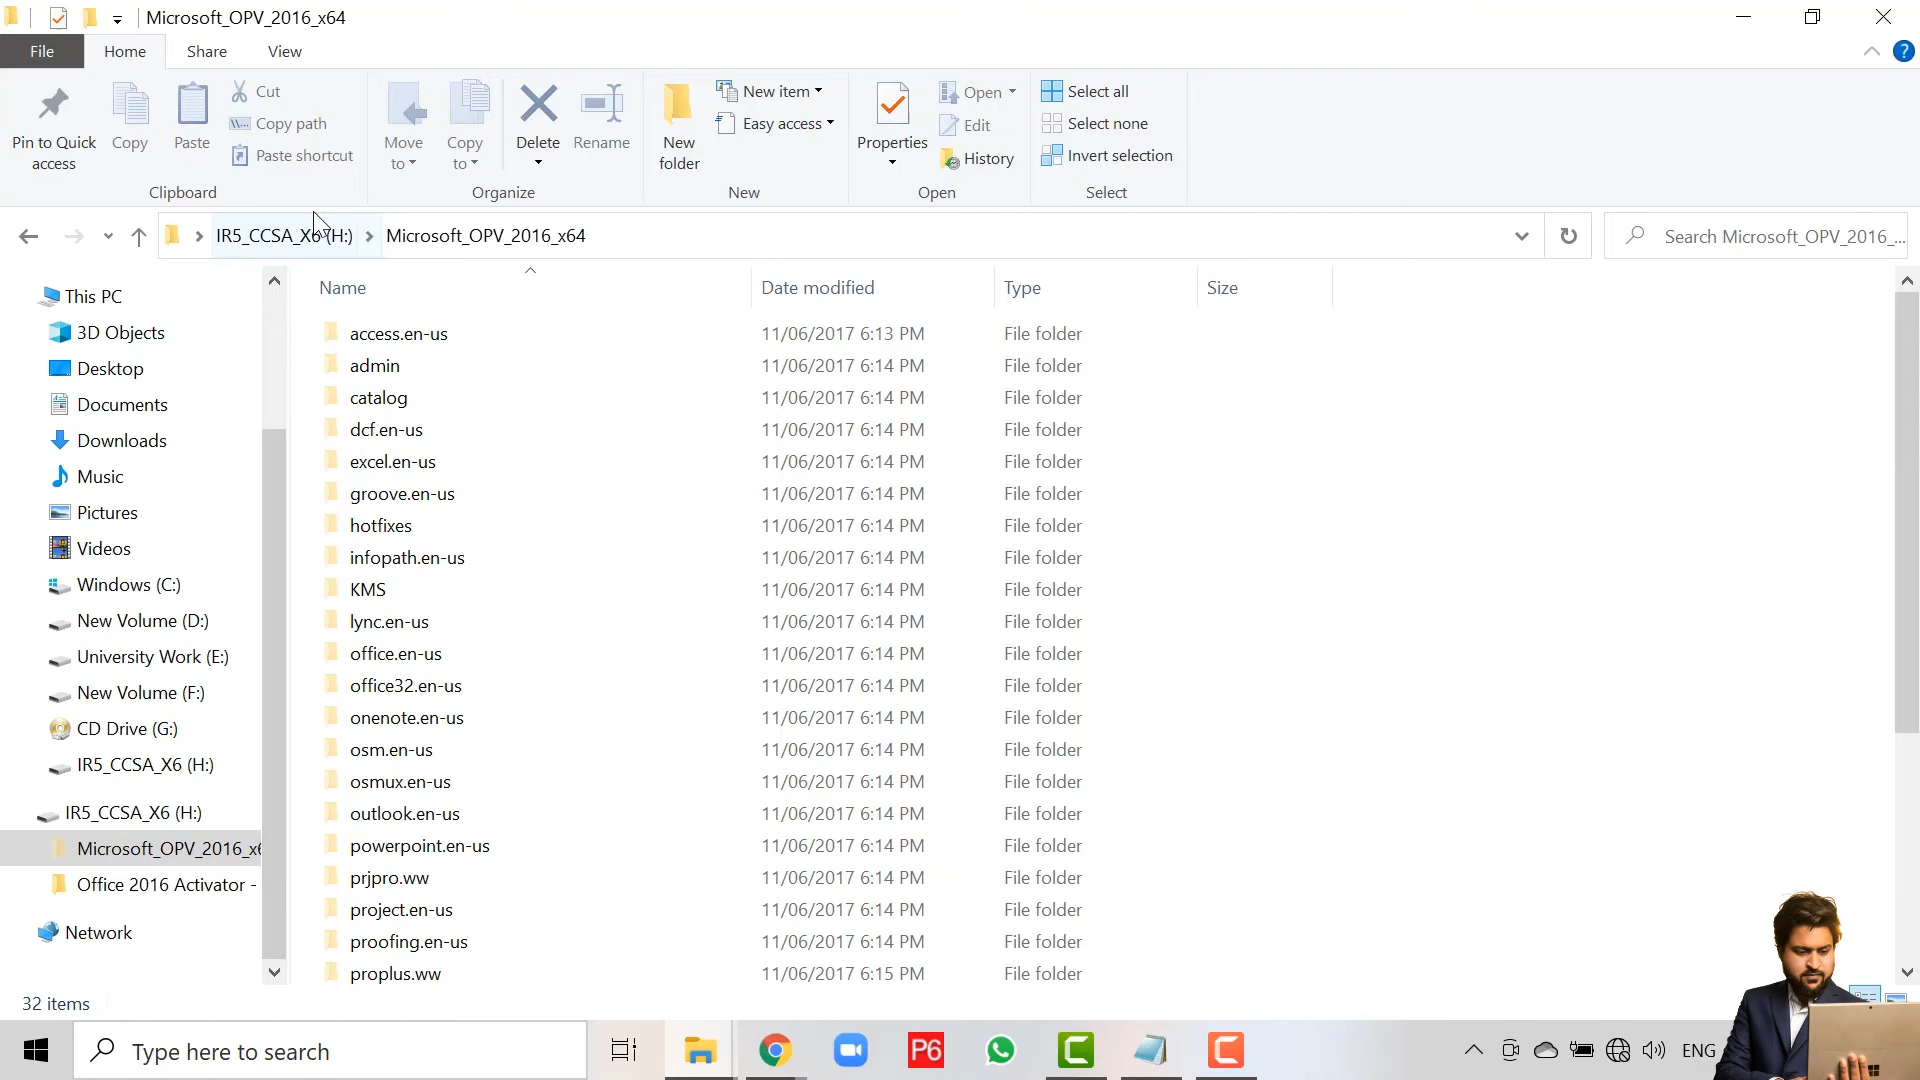 Microsoft_OPV_2016_x64
File Home Share View
Pin to Quick access
Copy
Paste
Cut
Copy path
Paste shortcut
Clipboard
Move to
Copy to
Delete
Rename
Organize
New folder
New item
Easy access
New
Properties
Open
Edit
History
Open
Select all
Select none
Invert selection
Select
IR5_CCSA_X6 (H:) Microsoft_OPV_2016_x64
Search Microsoft_OPV_2016_...
This PC
3D Objects
Desktop
Documents
Downloads
Music
Pictures
Videos
Windows (C:)
New Volume (D:)
University Work (E:)
New Volume (F:)
CD Drive (G:)
IR5_CCSA_X6 (H:)
IR5_CCSA_X6 (H:)
Microsoft_OPV_2016_x6
Office 2016 Activator -
Network
Name Date modified Type Size
access.en-us 11/06/2017 6:13 PM File folder
admin 11/06/2017 6:14 PM File folder
catalog 11/06/2017 6:14 PM File folder
dcf.en-us 11/06/2017 6:14 PM File folder
excel.en-us 11/06/2017 6:14 PM File folder
groove.en-us 11/06/2017 6:14 PM File folder
hotfixes 11/06/2017 6:14 PM File folder
infopath.en-us 11/06/2017 6:14 PM File folder
KMS 11/06/2017 6:14 PM File folder
lync.en-us 11/06/2017 6:14 PM File folder
office.en-us 11/06/2017 6:14 PM File folder
office32.en-us 11/06/2017 6:14 PM File folder
onenote.en-us 11/06/2017 6:14 PM File folder
osm.en-us 11/06/2017 6:14 PM File folder
osmux.en-us 11/06/2017 6:14 PM File folder
outlook.en-us 11/06/2017 6:14 PM File folder
powerpoint.en-us 11/06/2017 6:14 PM File folder
prjpro.ww 11/06/2017 6:14 PM File folder
project.en-us 11/06/2017 6:14 PM File folder
proofing.en-us 11/06/2017 6:14 PM File folder
proplus.ww 11/06/2017 6:15 PM File folder
32 items
Type here to search
P6
ENG